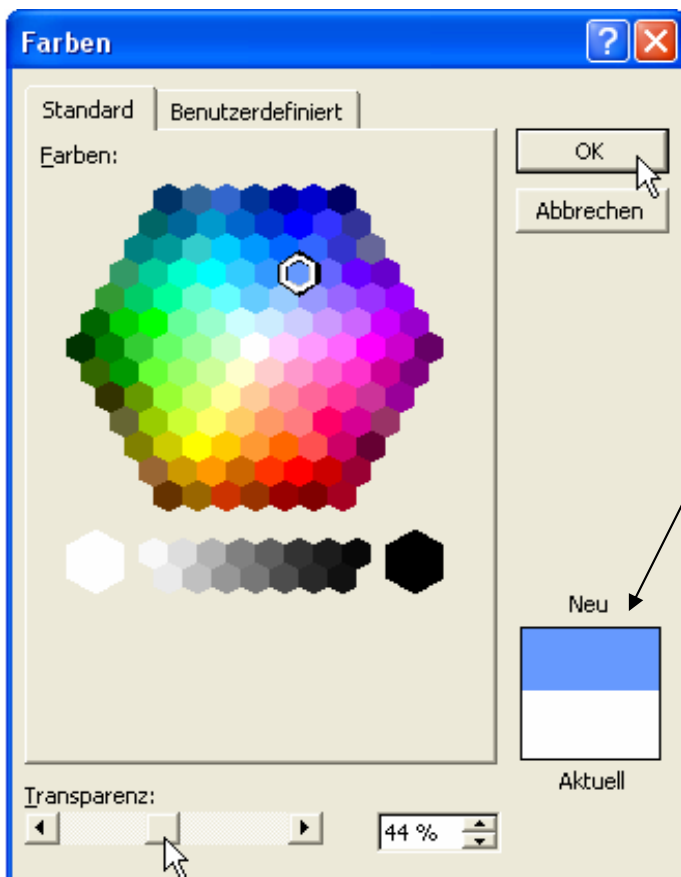 Farben
Standard
Benutzerdefiniert
Farben:
OK
Abbrechen
Neu
Aktuell
Transparenz:
44 %